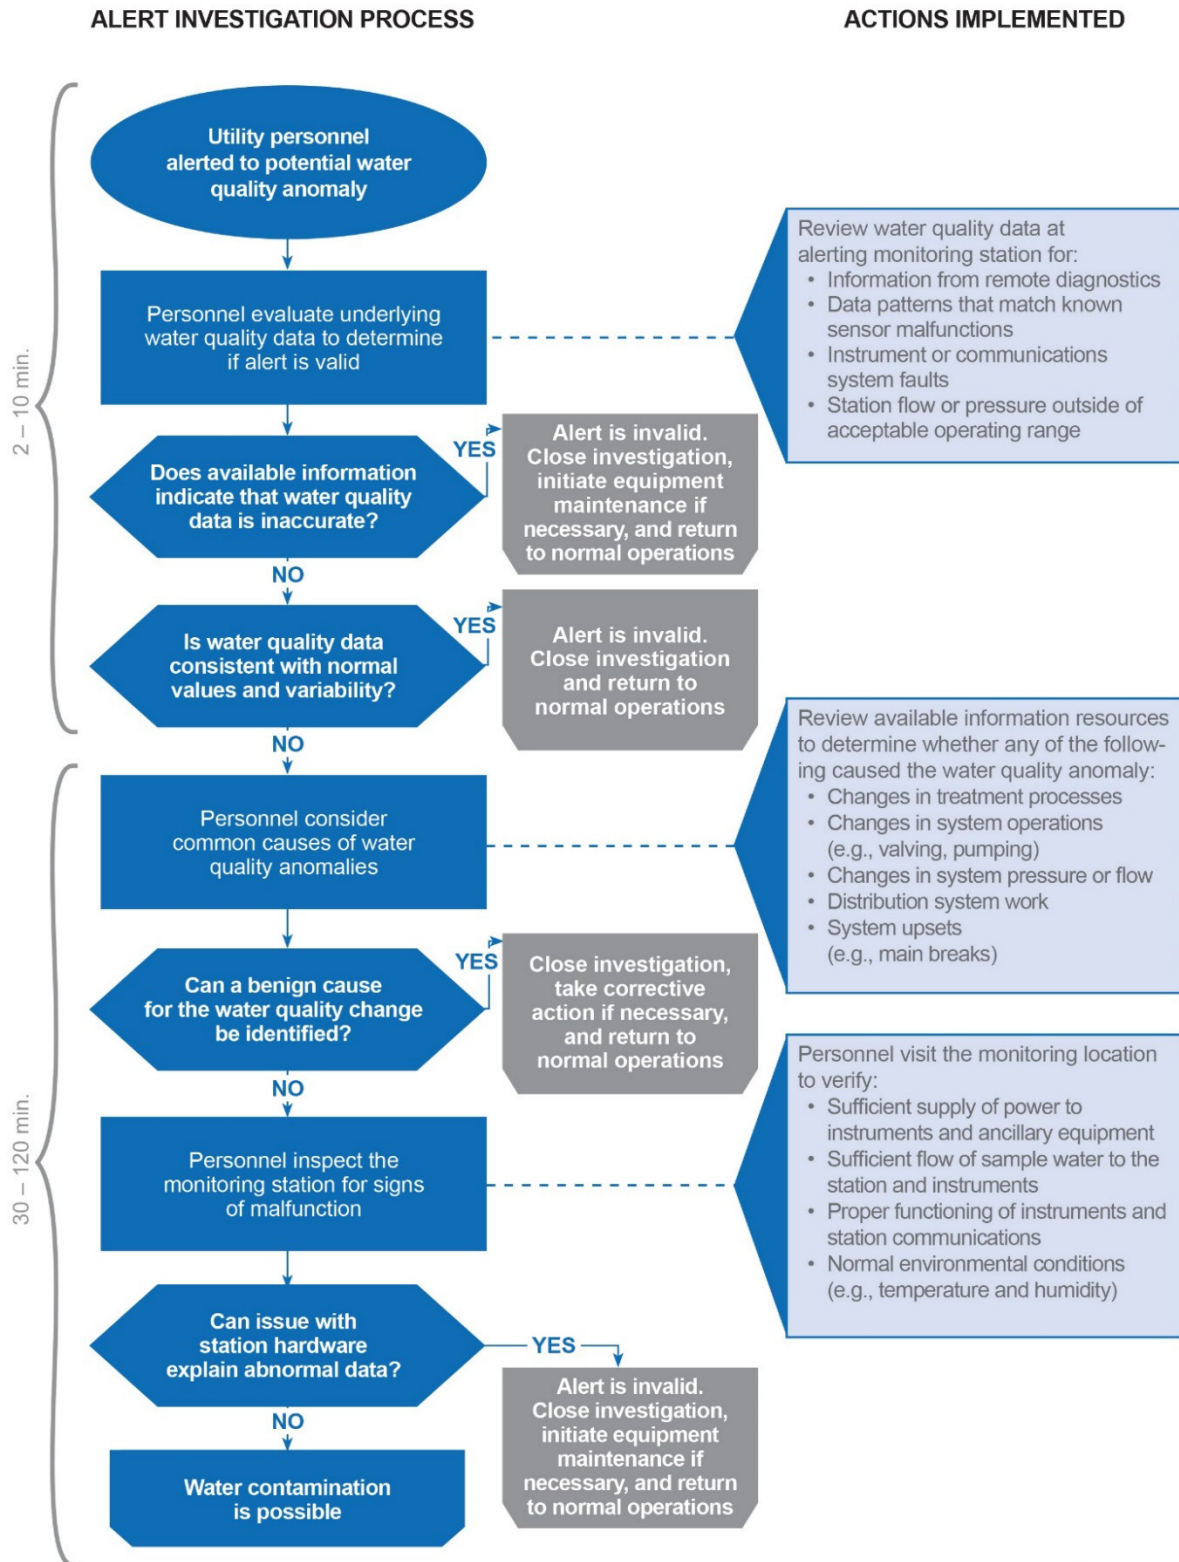 ALERT INVESTIGATION PROCESS
ACTIONS IMPLEMENTED
2 – 10 min.
Utility personnel
alerted to potential water
quality anomaly
Personnel evaluate underlying
water quality data to determine
if alert is valid
Review water quality data at
alerting monitoring station for:
• Information from remote diagnostics
• Data patterns that match known
sensor malfunctions
• Instrument or communications
system faults
• Station flow or pressure outside of
acceptable operating range
Does available information
indicate that water quality
data is inaccurate?
YES
Alert is invalid.
Close investigation,
initiate equipment
maintenance if
necessary, and return
to normal operations
NO
Is water quality data
consistent with normal
values and variability?
YES
Alert is invalid.
Close investigation
and return to
normal operations
NO
30 – 120 min.
Personnel consider
common causes of water
quality anomalies
Review available information resources
to determine whether any of the follow-
ing caused the water quality anomaly:
• Changes in treatment processes
• Changes in system operations
(e.g., valving, pumping)
• Changes in system pressure or flow
• Distribution system work
• System upsets
(e.g., main breaks)
Can a benign cause
for the water quality change
be identified?
YES
Close investigation,
take corrective
action if necessary,
and return to
normal operations
NO
Personnel inspect the
monitoring station for signs
of malfunction
Personnel visit the monitoring location
to verify:
• Sufficient supply of power to
instruments and ancillary equipment
• Sufficient flow of sample water to the
station and instruments
• Proper functioning of instruments and
station communications
• Normal environmental conditions
(e.g., temperature and humidity)
Can issue with
station hardware
explain abnormal data?
YES
Alert is invalid.
Close investigation,
initiate equipment
maintenance if
necessary, and return
to normal operations
NO
Water contamination
is possible